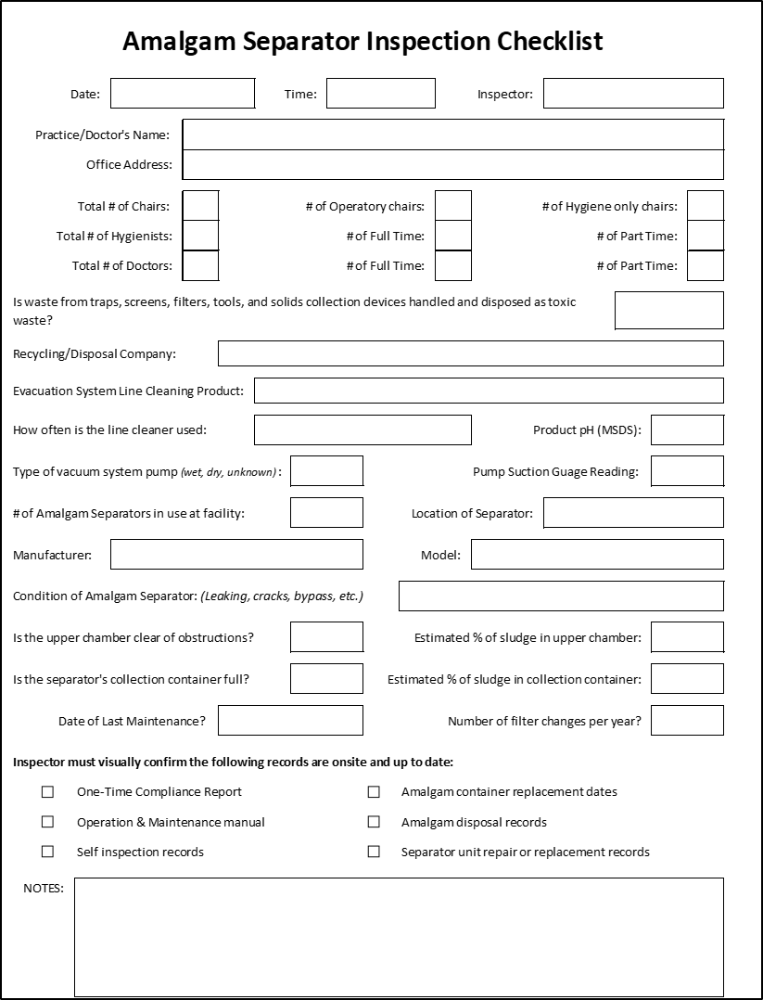 Amalgam Separator Inspection Checklist
Date: Time: Inspector:
Practice/Doctor's Name:
Office Address:
Total # of Chairs: # of Operatory chairs: # of Hygiene only chairs:
Total # of Hygienists: # of Full Time: # of Part Time:
Total # of Doctors: # of Full Time: # of Part Time:
Is waste from traps, screens, filters, tools, and solids collection devices handled and disposed as toxic
waste?
Recycling/Disposal Company:
Evacuation System Line Cleaning Product:
How often is the line cleaner used: Product pH (MSDS):
Type of vacuum system pump (wet, dry, unknown) : Pump Suction Guage Reading:
# of Amalgam Separators in use at facility: Location of Separator:
Manufacturer: Model:
Condition of Amalgam Separator: (Leaking, cracks, bypass, etc.)
Is the upper chamber clear of obstructions? Estimated % of sludge in upper chamber:
Is the separator's collection container full? Estimated % of sludge in collection container:
Date of Last Maintenance? Number of filter changes per year?
Inspector must visually confirm the following records are onsite and up to date:
☐ One-Time Compliance Report ☐ Amalgam container replacement dates
☐ Operation & Maintenance manual ☐ Amalgam disposal records
☐ Self inspection records ☐ Separator unit repair or replacement records
NOTES: